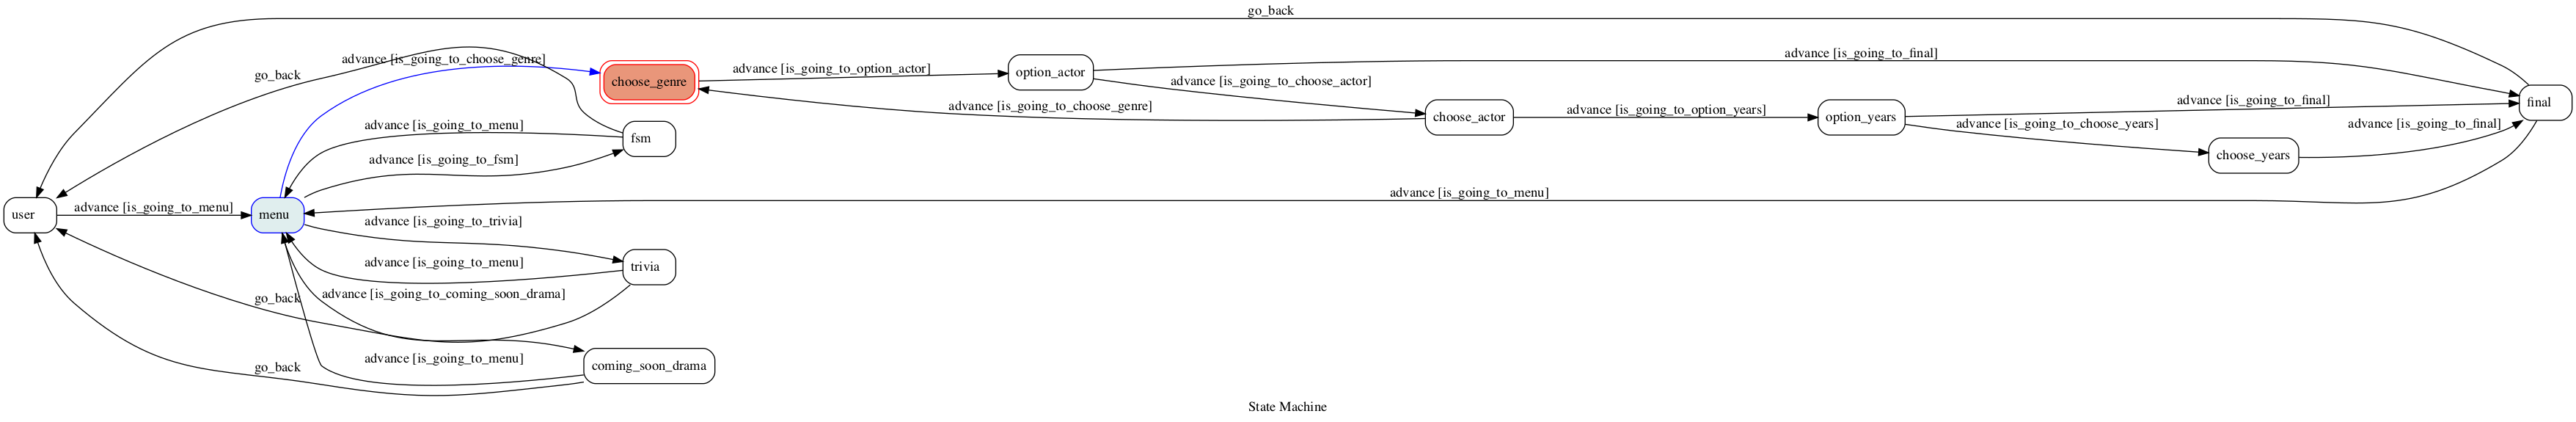 go_back
advance [is_going_to_final]
advance [is_going_to_choose_genre]
go_back
choose_genre
advance [is_going_to_option_actor]
option_actor
advance [is_going_to_choose_actor]
advance [is_going_to_choose_genre]
choose_actor
advance [is_going_to_option_years]
option_years
advance [is_going_to_final]
final
advance [is_going_to_choose_years]
advance [is_going_to_final]
choose_years
advance [is_going_to_menu]
fsm
advance [is_going_to_fsm]
advance [is_going_to_menu]
user
advance [is_going_to_menu]
menu
advance [is_going_to_trivia]
advance [is_going_to_menu]
trivia
go_back
advance [is_going_to_coming_soon_drama]
advance [is_going_to_menu]
go_back
coming_soon_drama
State Machine